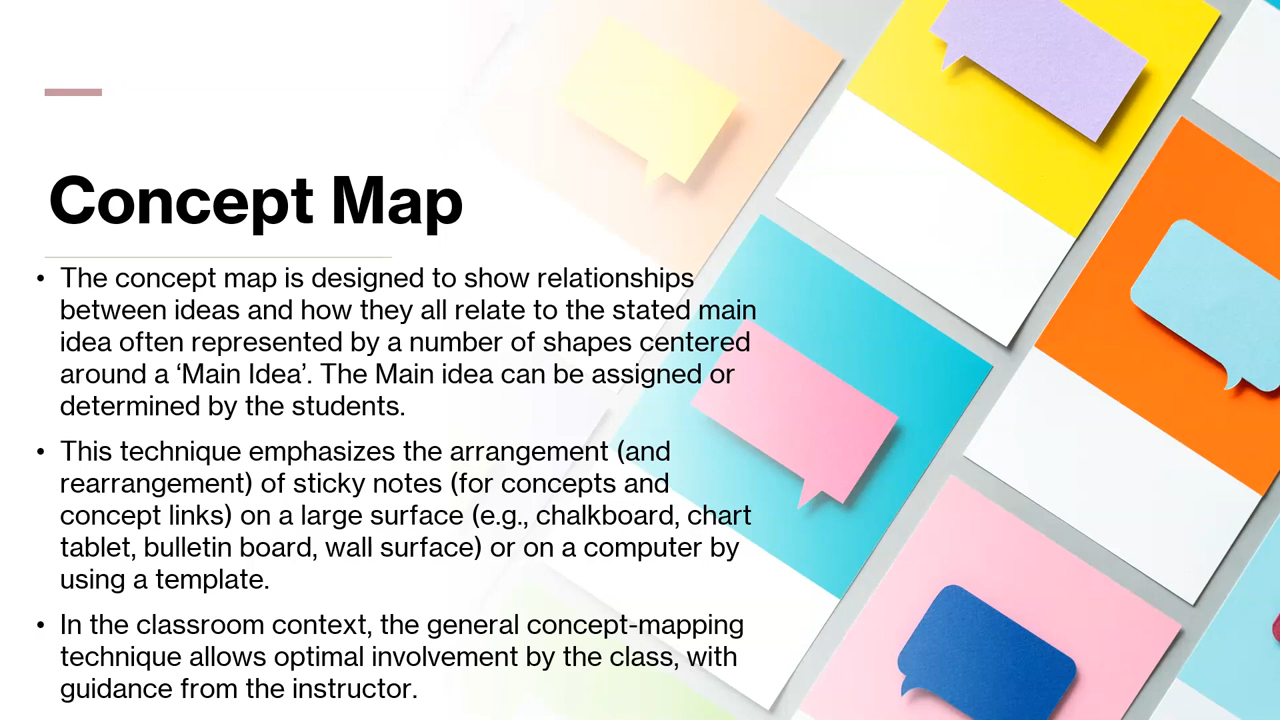 Concept Map
• The concept map is designed to show relationships
between ideas and how they all relate to the stated main
idea often represented by a number of shapes centered
around a ‘Main Idea’. The Main idea can be assigned or
determined by the students.
• This technique emphasizes the arrangement (and
rearrangement) of sticky notes (for concepts and
concept links) on a large surface (e.g., chalkboard, chart
tablet, bulletin board, wall surface) or on a computer by
using a template.
• In the classroom context, the general concept-mapping
technique allows optimal involvement by the class, with
guidance from the instructor.